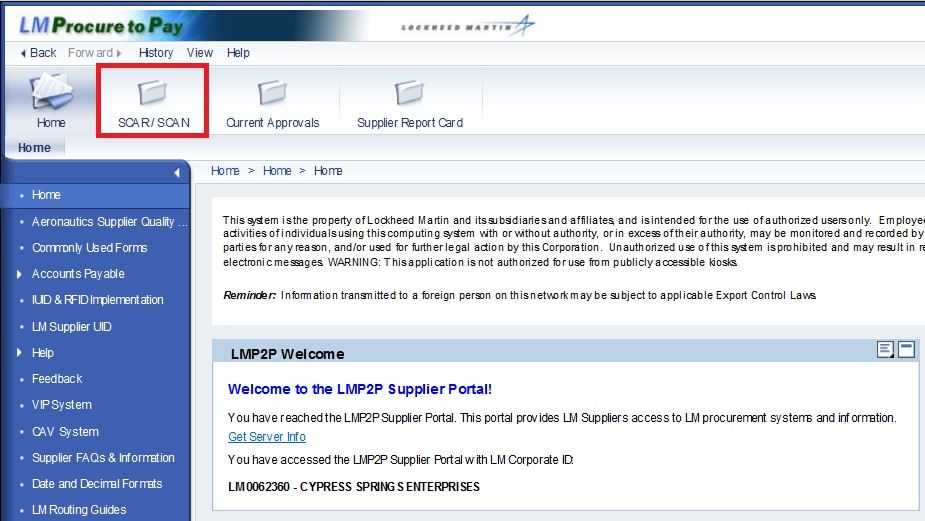 LM Procure to Pay
LOCKHEED MARTIN
Back Forward History View Help
Home SCAR / SCAN Current Approvals Supplier Report Card
Home
Home > Home > Home
Home
Aeronautics Supplier Quality ...
Commonly Used Forms
Accounts Payable
IUID & RFID Implementation
LM Supplier UID
Help
Feedback
VIP System
CAV System
Supplier FAQs & Information
Date and Decimal Formats
LM Routing Guides
This system is the property of Lockheed Martin and its subsidiaries and affiliates, and is intended for the use of authorized users only. Employee
activities of individuals using this computing system with or without authority, or in excess of their authority, may be monitored and recorded by
parties for any reason, and/or used for further legal action by this Corporation. Unauthorized use of this system is prohibited and may result in re
electronic messages. WARNING: This application is not authorized for use from publicly accessible kiosks.
Reminder: Information transmitted to a foreign person on this network may be subject to applicable Export Control Laws.
LMP2P Welcome
Welcome to the LMP2P Supplier Portal!
You have reached the LMP2P Supplier Portal. This portal provides LM Suppliers access to LM procurement systems and information.
Get Server Info
You have accessed the LMP2P Supplier Portal with LM Corporate ID:
LM0062360 - CYPRESS SPRINGS ENTERPRISES